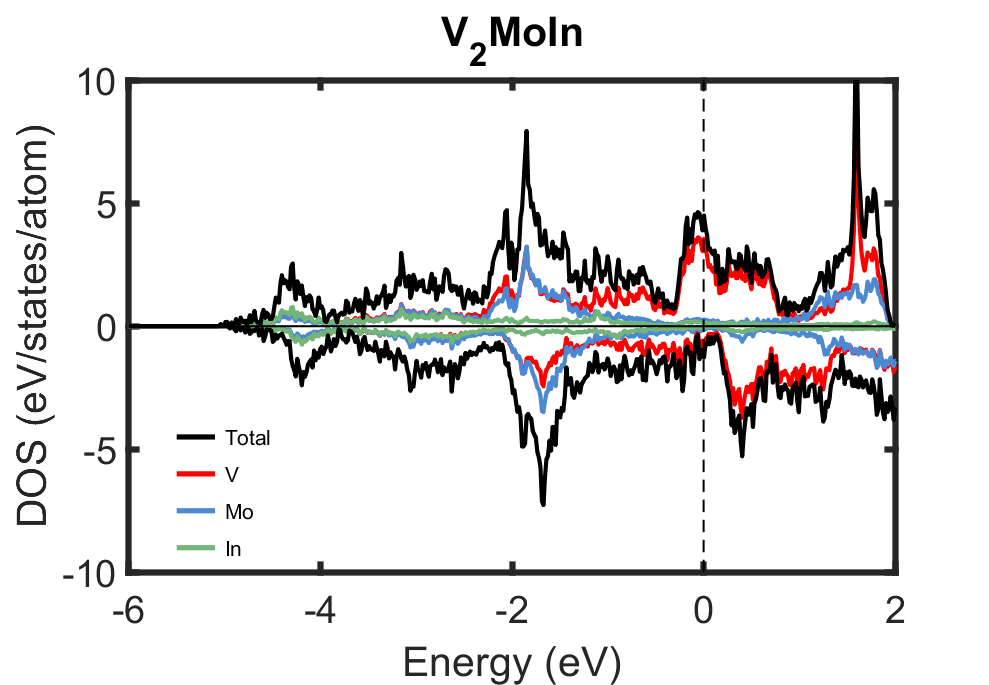 V₂MoIn
DOS (eV/states/atom)
10
5
0
-5
-10
Total
V
Mo
In
-6 -4 -2 0 2
Energy (eV)